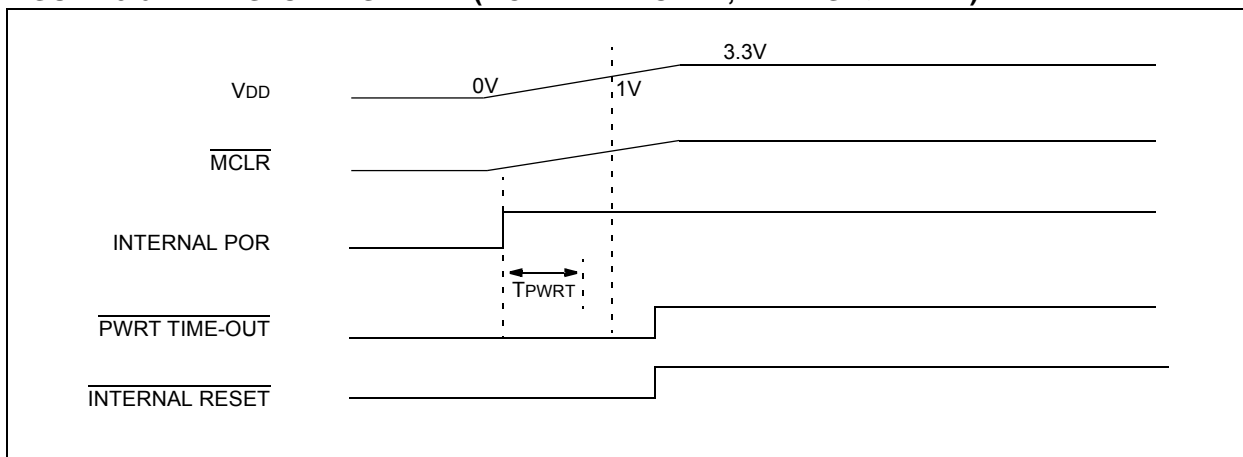 3.3V
VDD
0V
1V
MCLR
INTERNAL POR
TPWRT
PWRT TIME-OUT
INTERNAL RESET